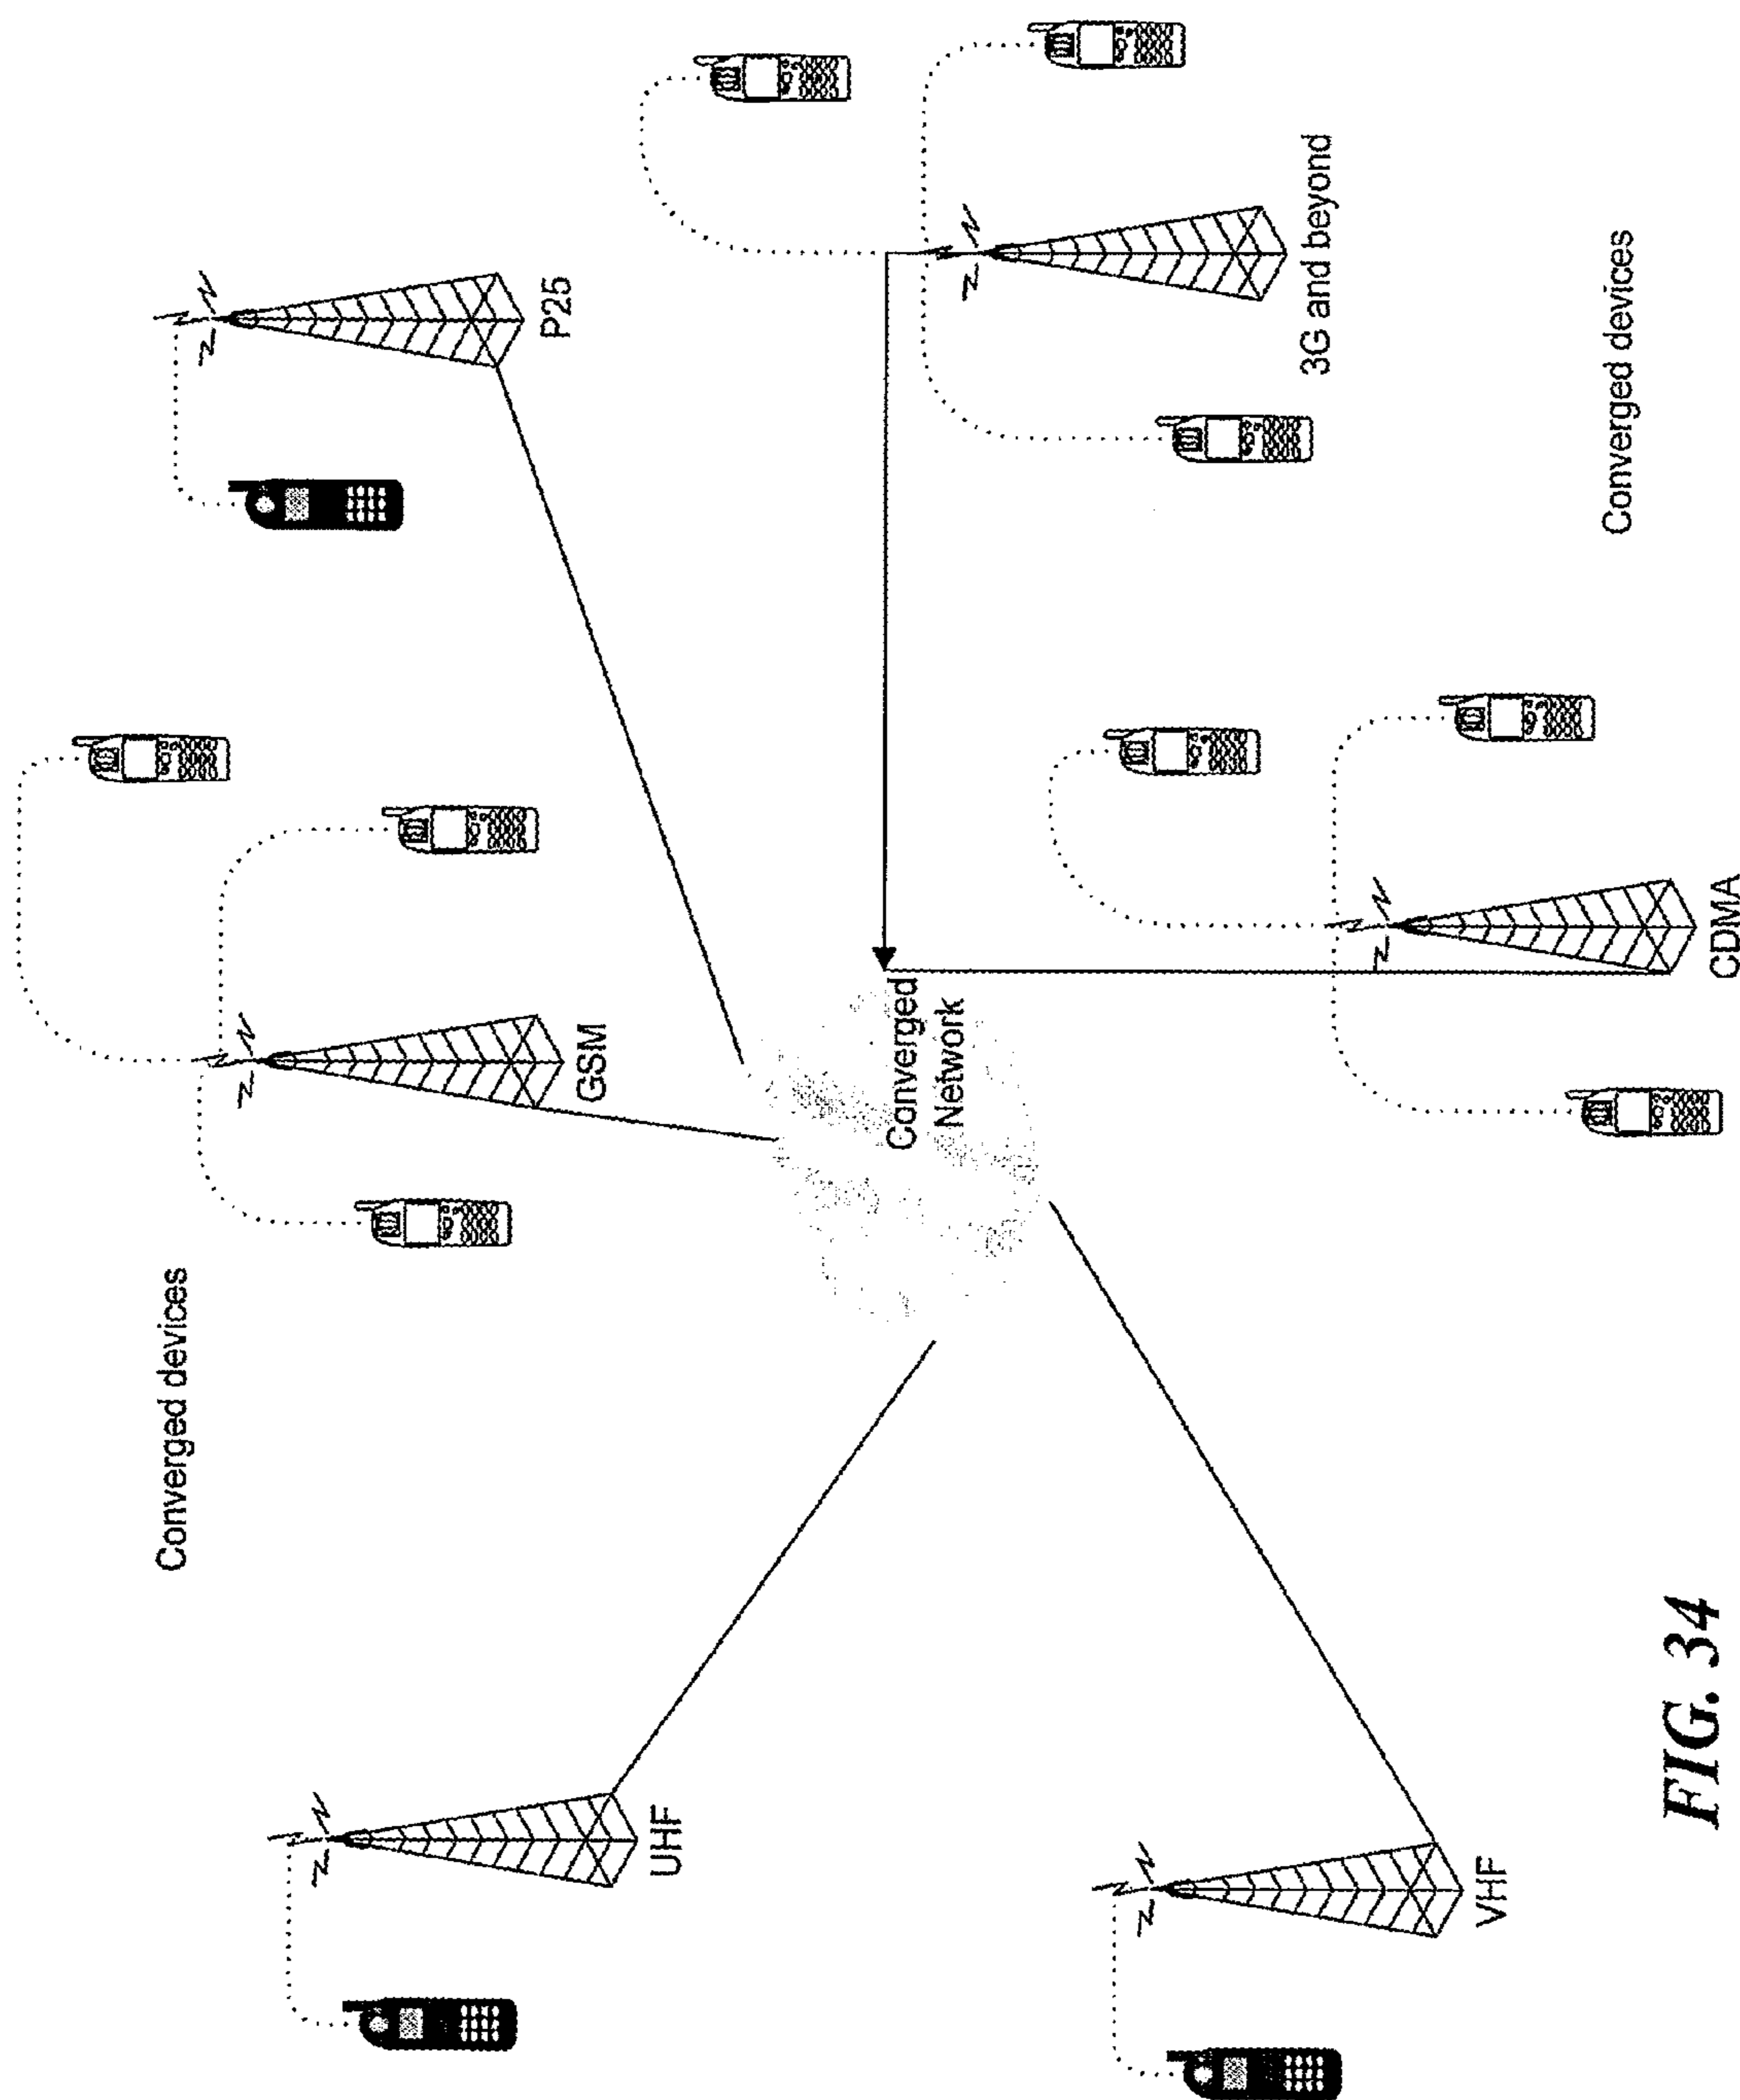 Converged devices
P25
GSM
UHF
Converged
Network
3G and beyond
VHF
Converged devices
FIG. 34
CDMA